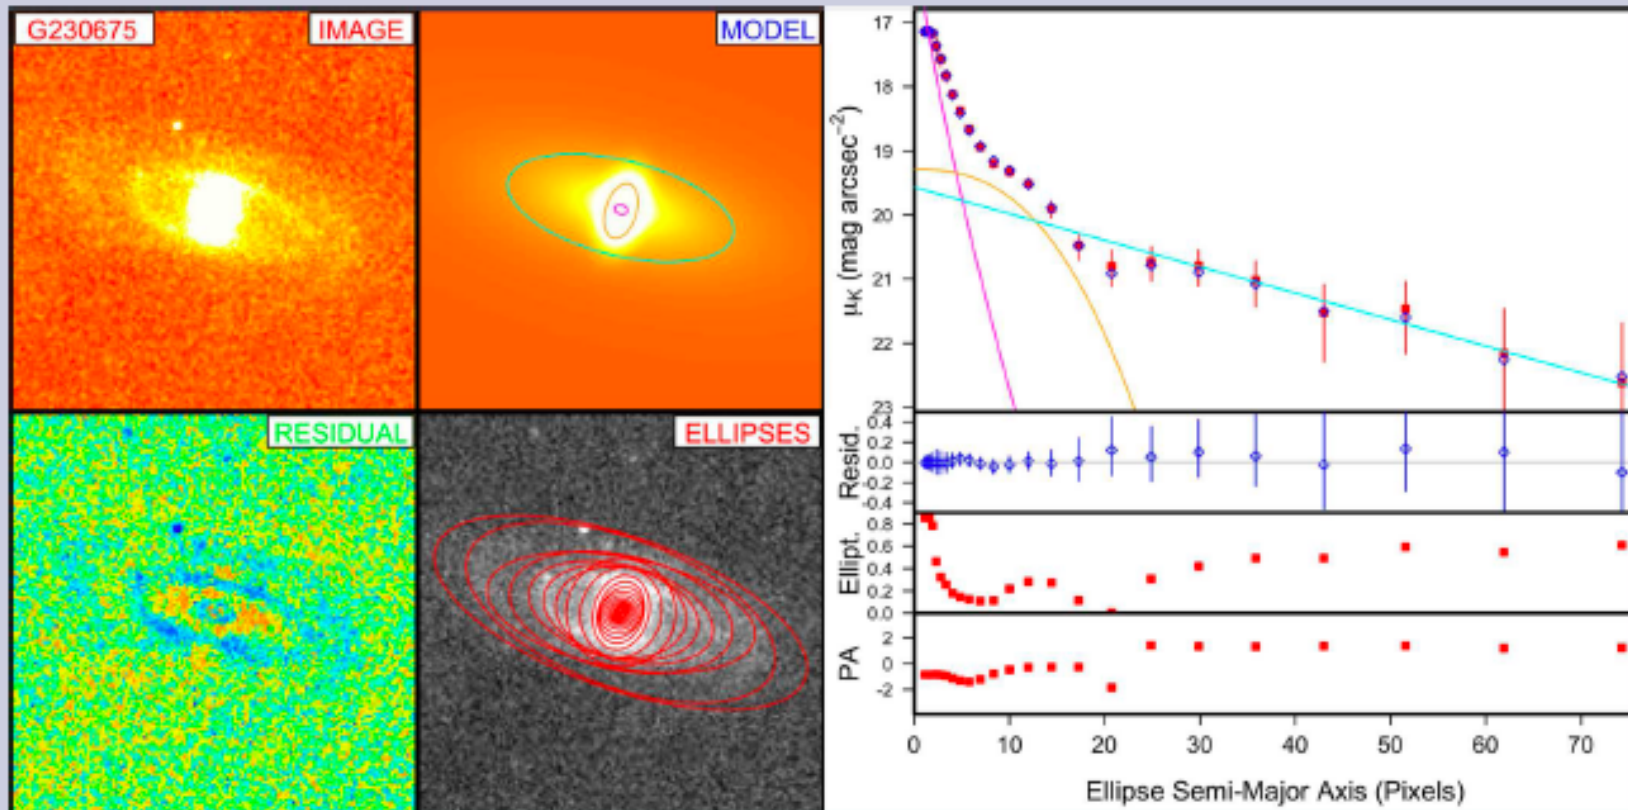 G230675
IMAGE
MODEL
RESIDUAL
ELLIPSES
17
18
19
20
21
22
23
μK (mag arcsec−2)
0.4
0.2
0.0
-0.2
-0.4
Resid.
0.8
0.6
0.4
0.2
0.0
Ellipt.
2
0
-2
PA
0 10 20 30 40 50 60 70
Ellipse Semi-Major Axis (Pixels)